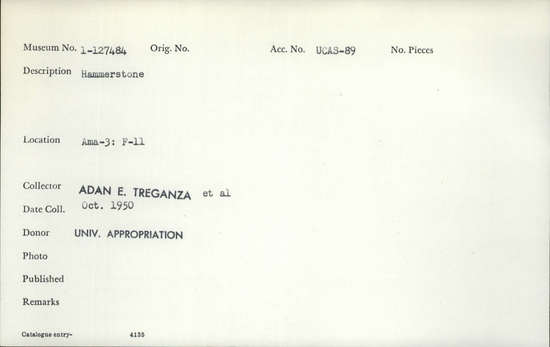 Museum No. 1-127484 Orig. No. Acc. No. UCAS-89 No. Pieces
Description Hammerstone
Location Ama-3: F-11
Collector ADAN E. TREGANZA et al
Date Coll. Oct. 1950
Donor UNIV. APPROPRIATION
Photo
Published
Remarks
Catalogue entry- 4135